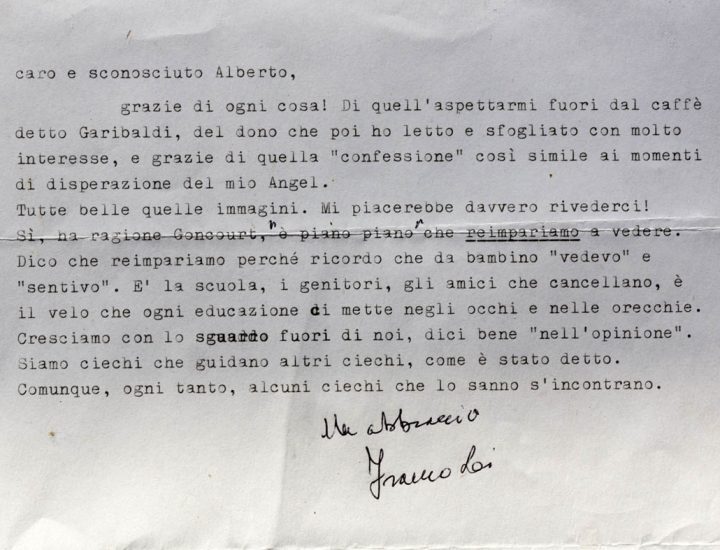 caro e sconosciuto Alberto,
grazie di ogni cosa! Di quell'aspettarmi fuori dal caffè
detto Garibaldi, del dono che poi ho letto e sfogliato con molto
interesse, e grazie di quella "confessione" così simile ai momenti
di disperazione del mio Angel.
Tutte belle quelle immagini. Mi piacerebbe davvero rivederci!
Sì, ha ragione Goncourt, "è piano piano" che reimpariamo a vedere.
Dico che reimpariamo perché ricordo che da bambino "vedevo" e
"sentivo". E' la scuola, i genitori, gli amici che cancellano, è
il velo che ogni educazione ci mette negli occhi e nelle orecchie.
Cresciamo con lo sguardo fuori di noi, dici bene "nell'opinione".
Siamo ciechi che guidano altri ciechi, come è stato detto.
Comunque, ogni tanto, alcuni ciechi che lo sanno s'incontrano.
Un abbraccio
Franco Loi